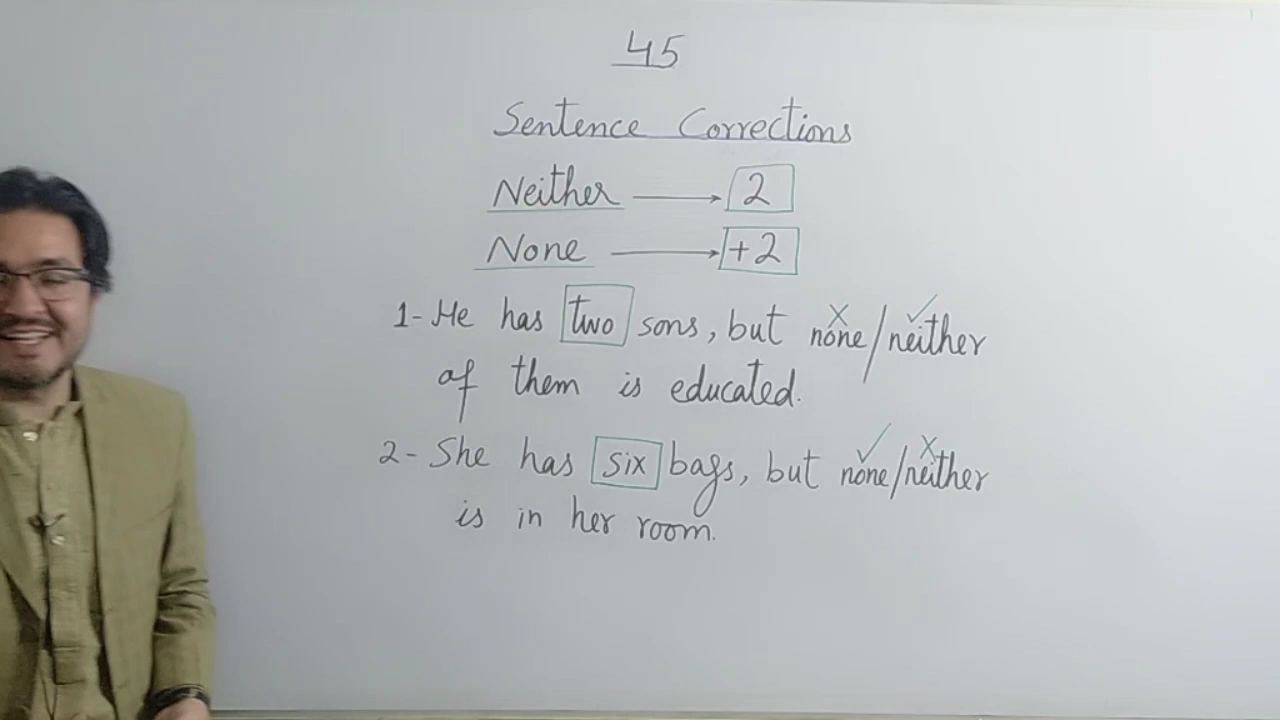 45
Sentence Corrections
Neither → 2
None → +2
1- He has two sons, but none/neither
of them is educated.
2- She has six bags, but none/neither
is in her room.